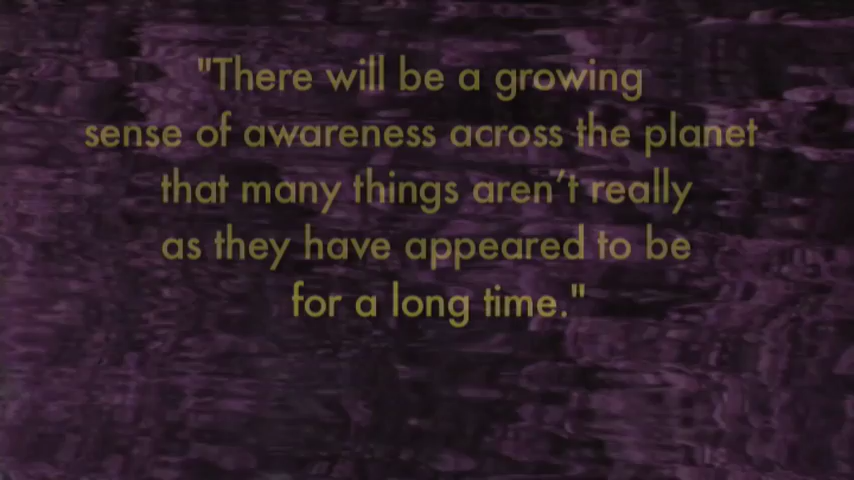 "There will be a growing
sense of awareness across the planet
that many things aren’t really
as they have appeared to be
for a long time."